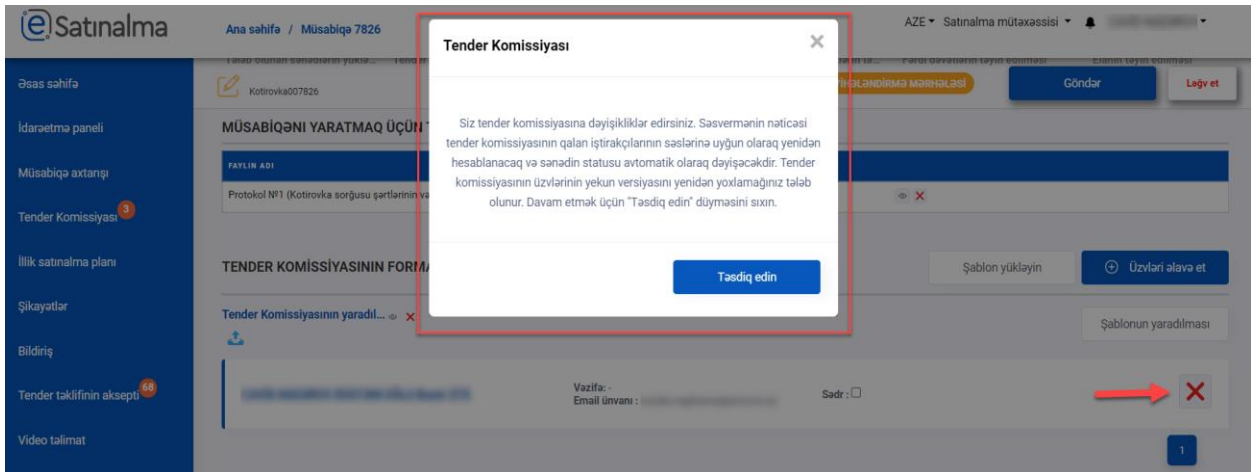 eSatınalma
Ana səhifə / Müsabiqə 7826
AZE Satınalma mütəxəssisi
Tender Komissiyası
Siz tender komissiyasına dəyişikliklər edirsiniz. Səsvermənin nəticəsi
tender komissiyasının qalan iştirakçılarının səslərinə uyğun olaraq yenidən
hesablanacaq və sənədin statusu avtomatik olaraq dəyişəcəkdir. Tender
komissiyasının üzvlərinin yekun versiyasını yenidən yoxlamağınız tələb
olunur. Davam etmək üçün "Təsdiq edin" düyməsini sıxın.
Təsdiq edin
Əsas səhifə
İdarəetmə paneli
Müsabiqə axtarışı
Tender Komissiyası 3
İllik satınalma planı
Şikayətlər
Bildiriş
Tender təklifinin aksepti 68
Video təlimat
Kotirovka007826
MƏRHƏLƏSİ
Göndər
Ləğv et
MÜSABİQƏNİ YARATMAQ ÜÇÜN
FAYLIN ADI
Protokol №1 (Kotirovka sorğusu şərtlərinin və
TENDER KOMİSSİYASININ
Şablon yükləyin
Üzvləri əlavə et
Tender Komissiyasının yaradıl...
Şablonun yaradılması
Vəzifə: -
Email ünvanı :
Sədr :
1